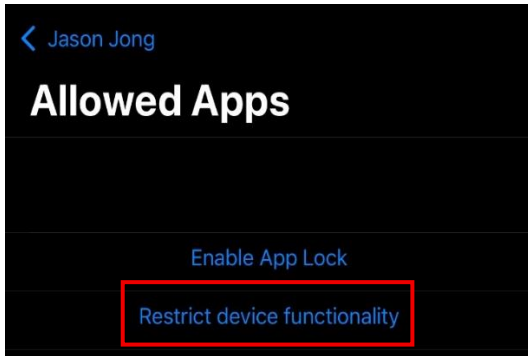 Jason Jong
Allowed Apps
Enable App Lock
Restrict device functionality